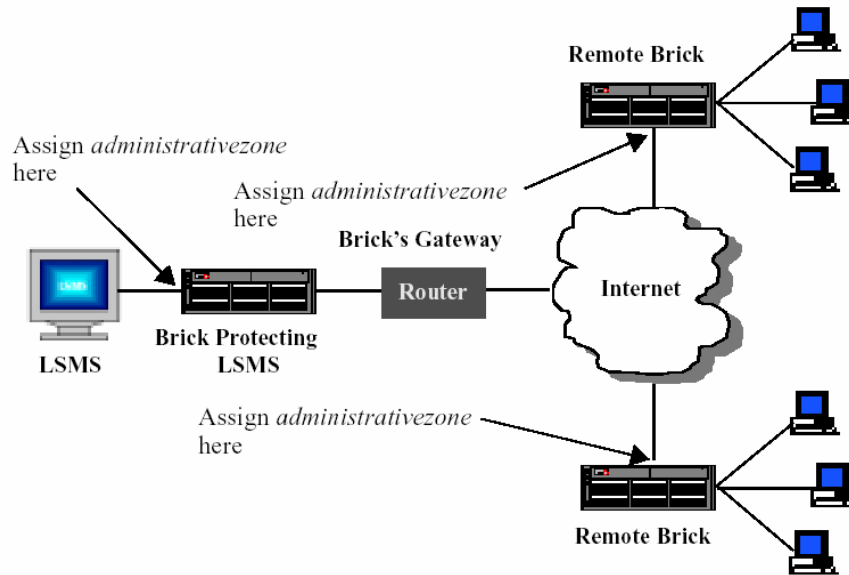 Remote Brick
Assign administrativezone
here
Assign administrativezone
here
Brick's Gateway
Router
Internet
LSMS
LSMS
Brick Protecting
LSMS
Assign administrativezone
here
Remote Brick